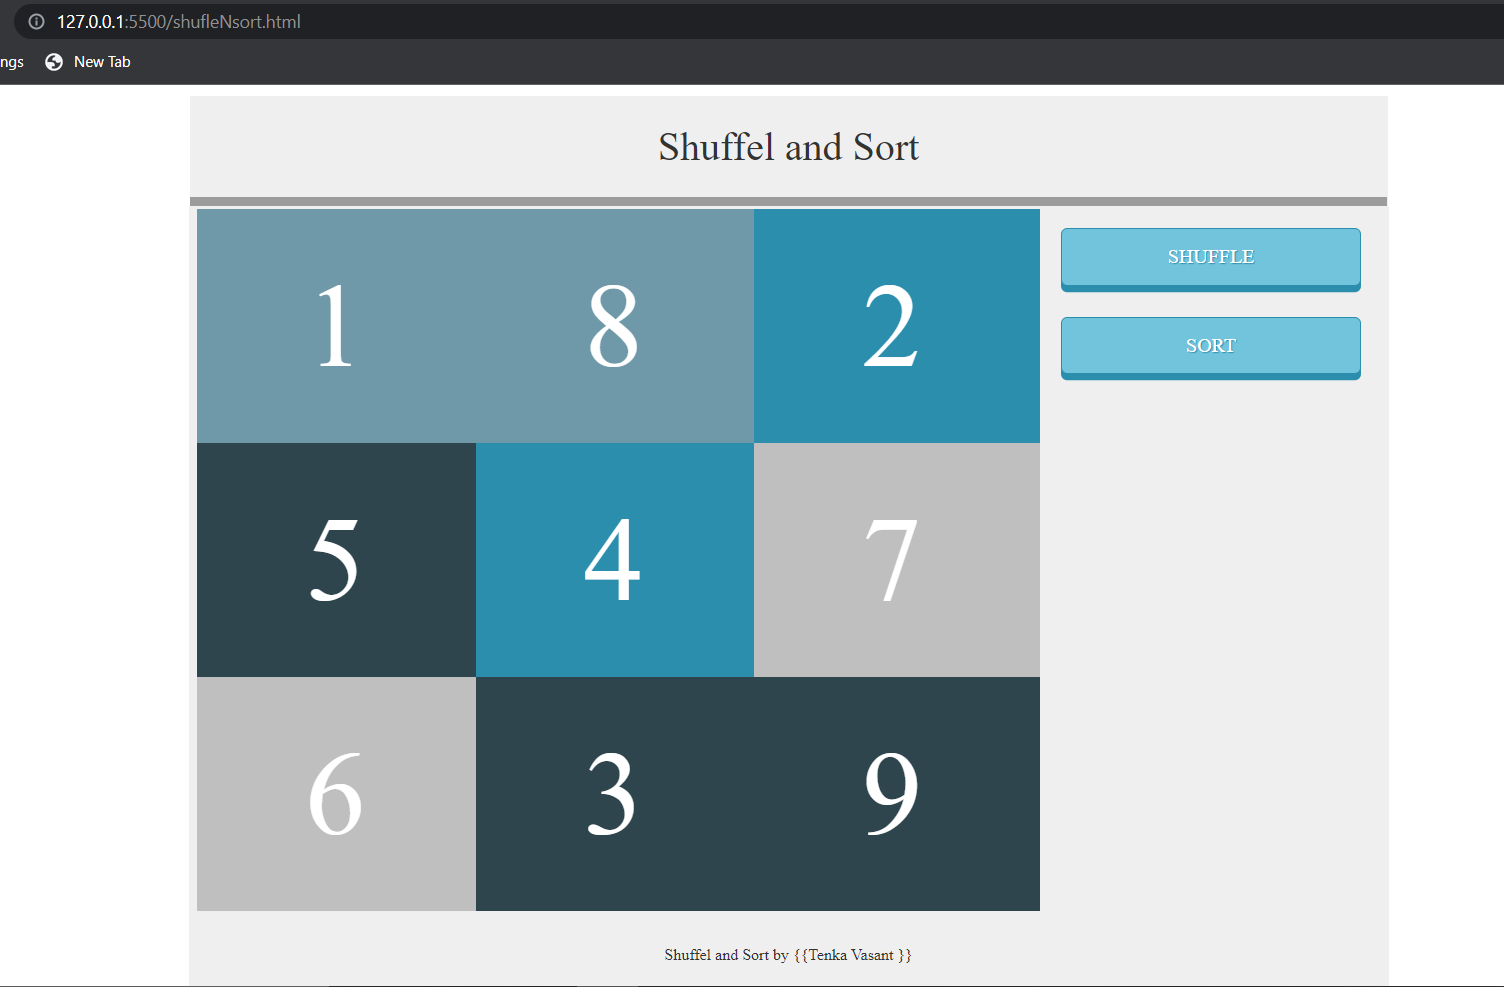 127.0.0.1:5500/shufleNsort.html
ngs New Tab
Shuffel and Sort
1 8 2
SHUFFLE
SORT
5 4 7
6 3 9
Shuffel and Sort by {{Tenka Vasant }}